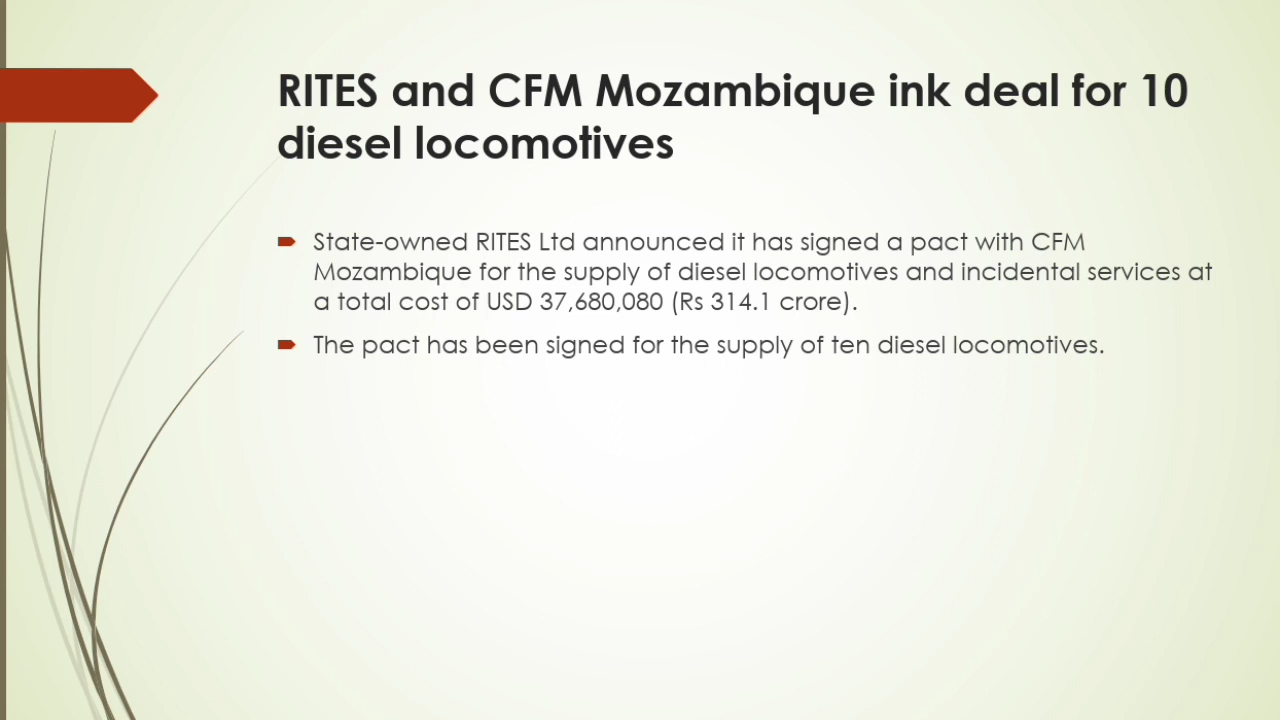 RITES and CFM Mozambique ink deal for 10
diesel locomotives
State-owned RITES Ltd announced it has signed a pact with CFM
Mozambique for the supply of diesel locomotives and incidental services at
a total cost of USD 37,680,080 (Rs 314.1 crore).
The pact has been signed for the supply of ten diesel locomotives.